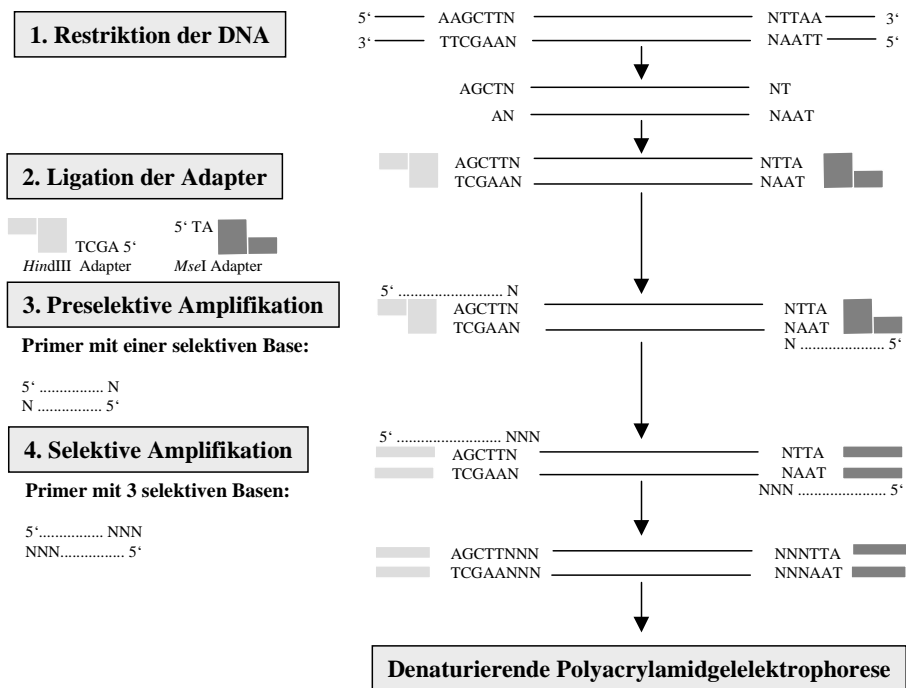 1. Restriktion der DNA
5‘ AAGCTTN NTTAA 3‘
3‘ TTCGAAN NAATT 5‘
AGCTN NT
AN NAAT
2. Ligation der Adapter
AGCTTN NTTA
TCGAAN NAAT
5‘ TA
TCGA 5‘
HindIII Adapter MseI Adapter
3. Preselektive Amplifikation
Primer mit einer selektiven Base:
5‘ ................ N
N ................. 5‘
5‘ ........................... N
AGCTTN NTTA
TCGAAN NAAT
N ...................... 5‘
4. Selektive Amplifikation
Primer mit 3 selektiven Basen:
5‘................. NNN
NNN................. 5‘
5‘ ........................... NNN
AGCTTN NTTA
TCGAAN NAAT
NNN ....................... 5‘
AGCTTNNN NNNTTA
TCGAANNN NNNAAT
Denaturierende Polyacrylamidgelelektrophorese